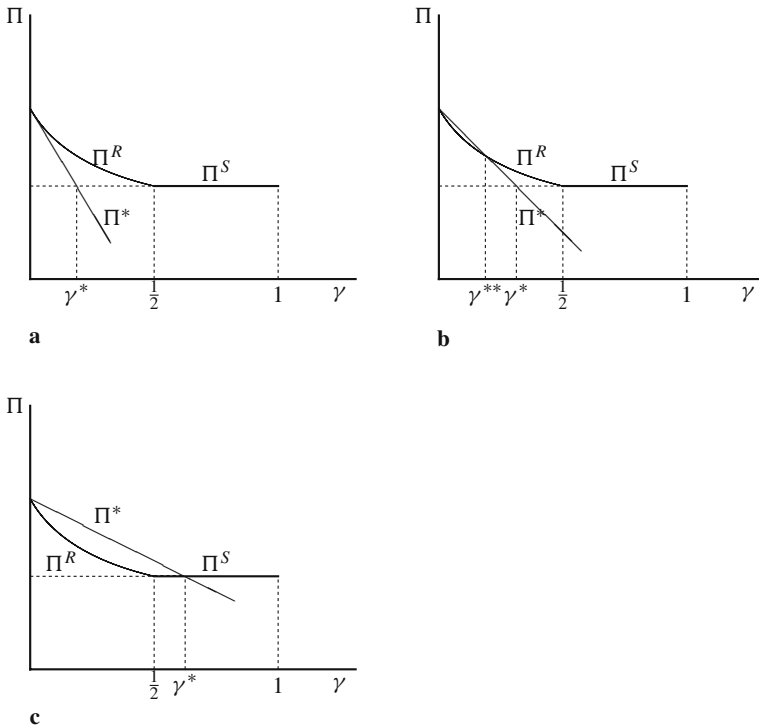 Π
Π^R
Π^S
Π*
γ* 1/2 1 γ
a
Π
Π^R
Π^S
Π*
γ** γ* 1/2 1 γ
b
Π
Π*
Π^R
Π^S
1/2 γ* 1 γ
c